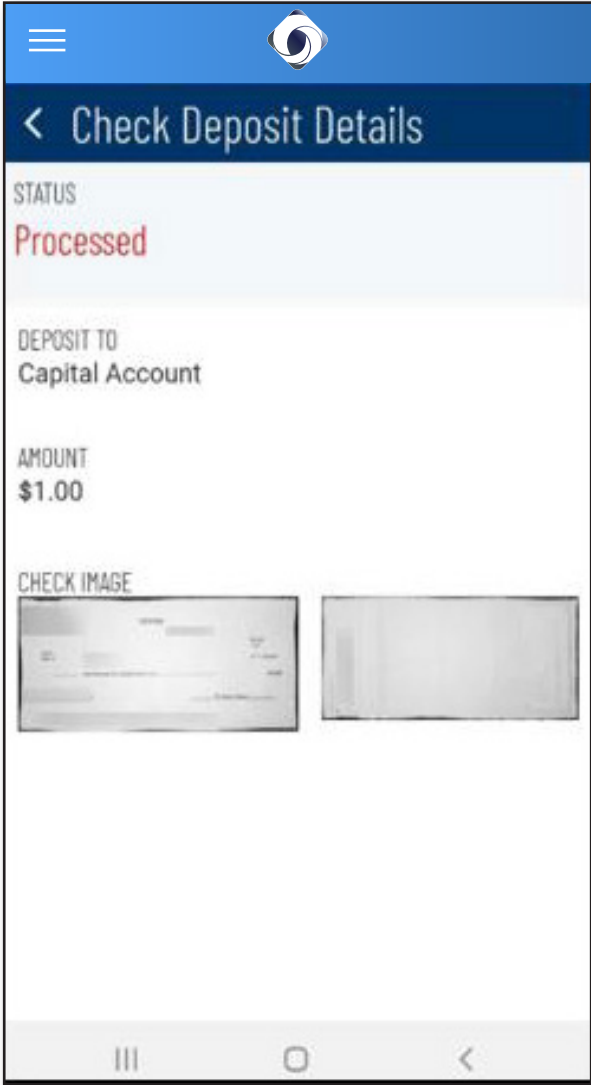 Check Deposit Details
STATUS
Processed
DEPOSIT TO
Capital Account
AMOUNT
$1.00
CHECK IMAGE